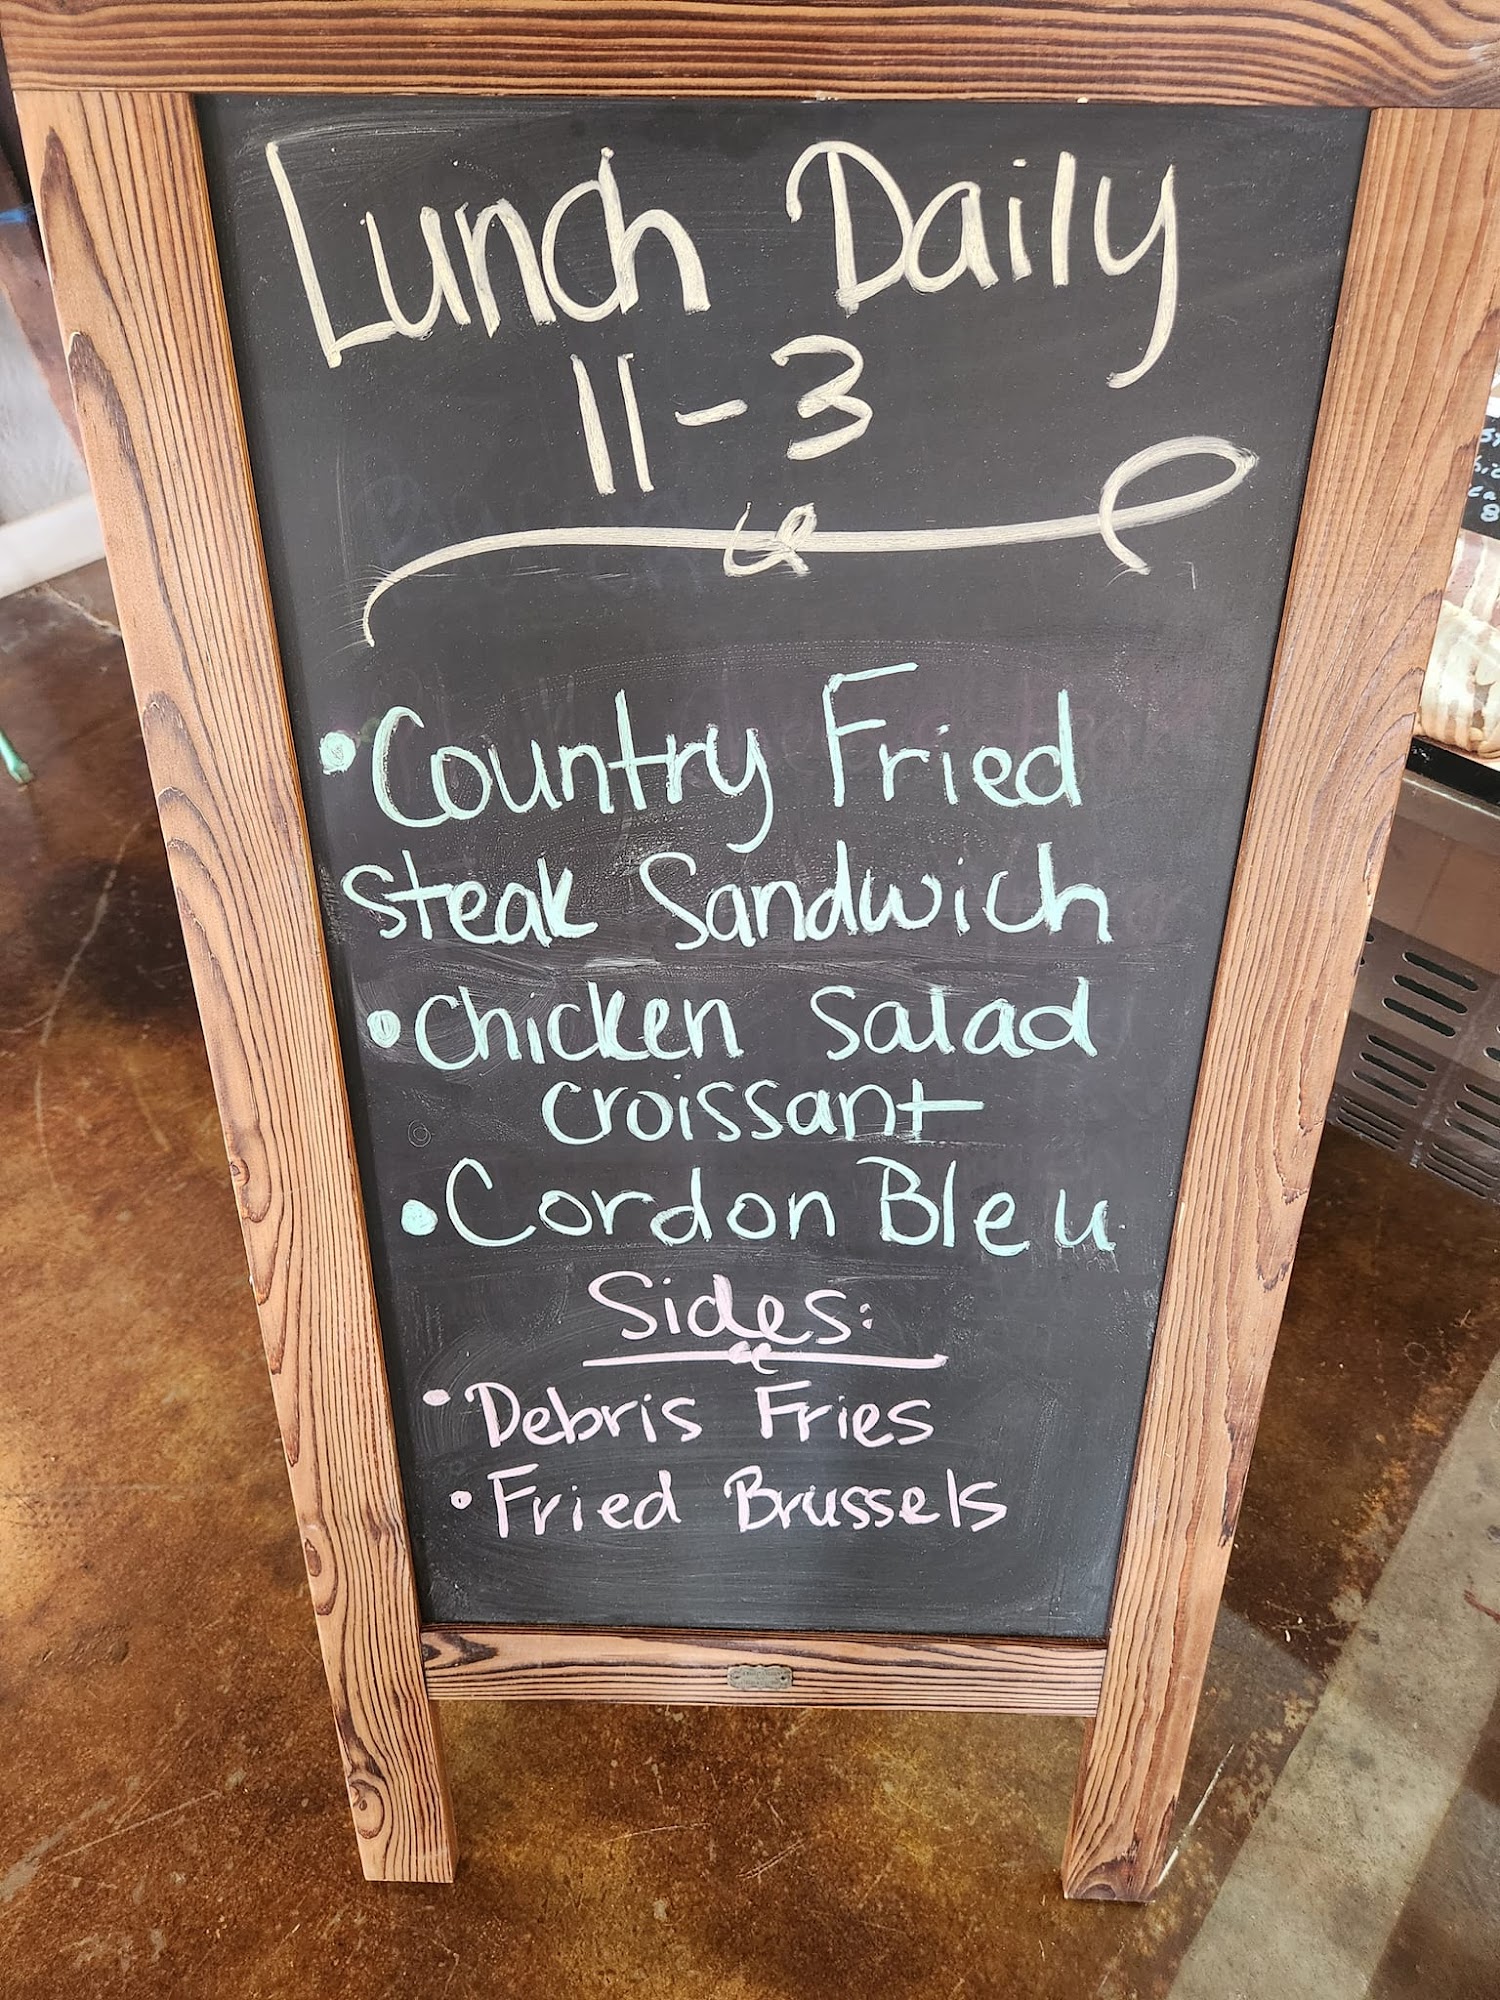 Lunch Daily
11-3
• Country Fried
Steak Sandwich
• Chicken Salad
Croissant
• Cordon Bleu
Sides:
• Debris Fries
• Fried Brussels